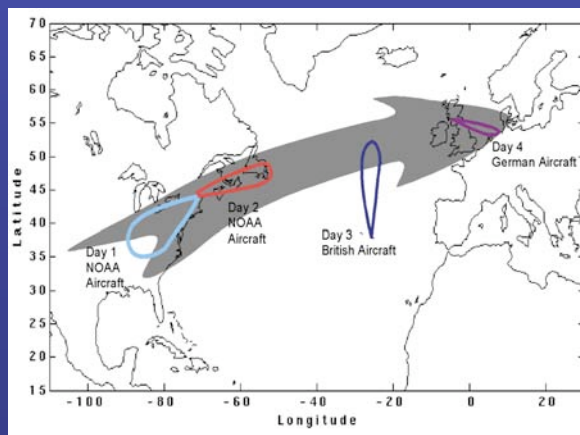 70
65
60
55
50
45
40
35
30
25
20
15
Latitude
Day 4
German Aircraft
Day 2
NOAA
Aircraft
Day 3
British Aircraft
Day 1
NOAA
Aircraft
-100 -80 -60 -40 -20 0 20
Longitude